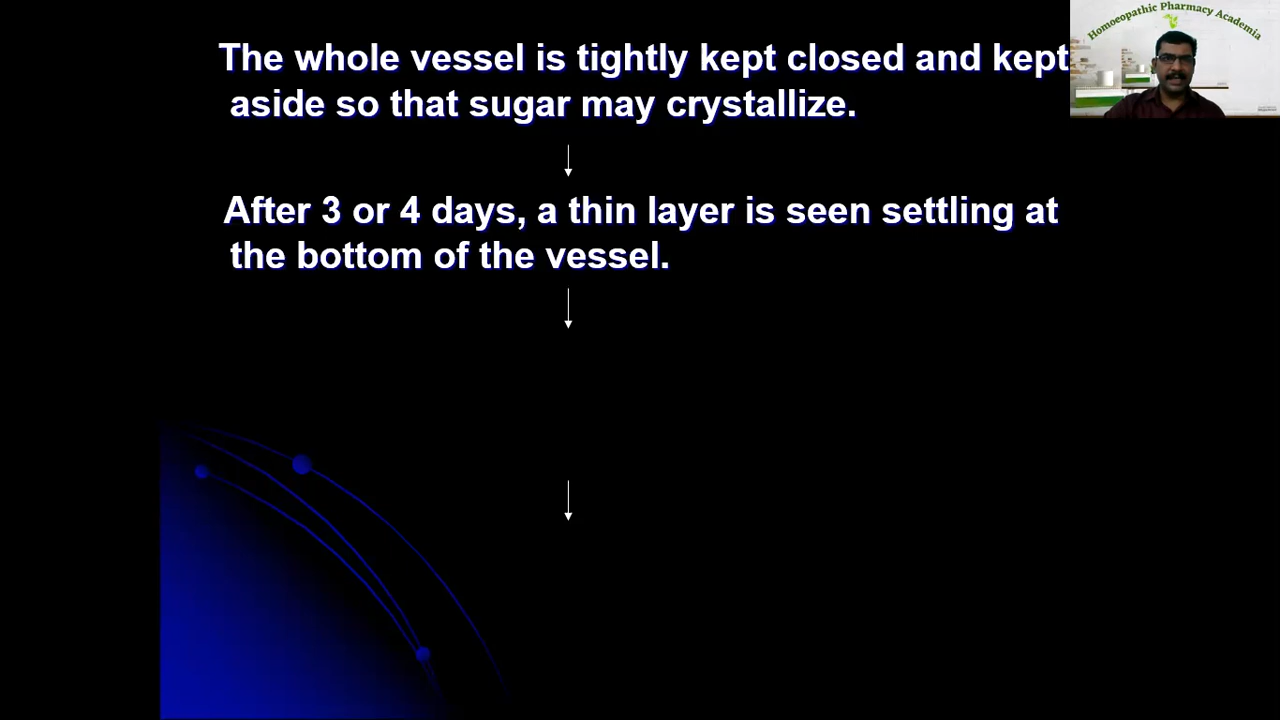 The whole vessel is tightly kept closed and kept
aside so that sugar may crystallize.
After 3 or 4 days, a thin layer is seen settling at
the bottom of the vessel.
Homoeopathic Pharmacy Academia